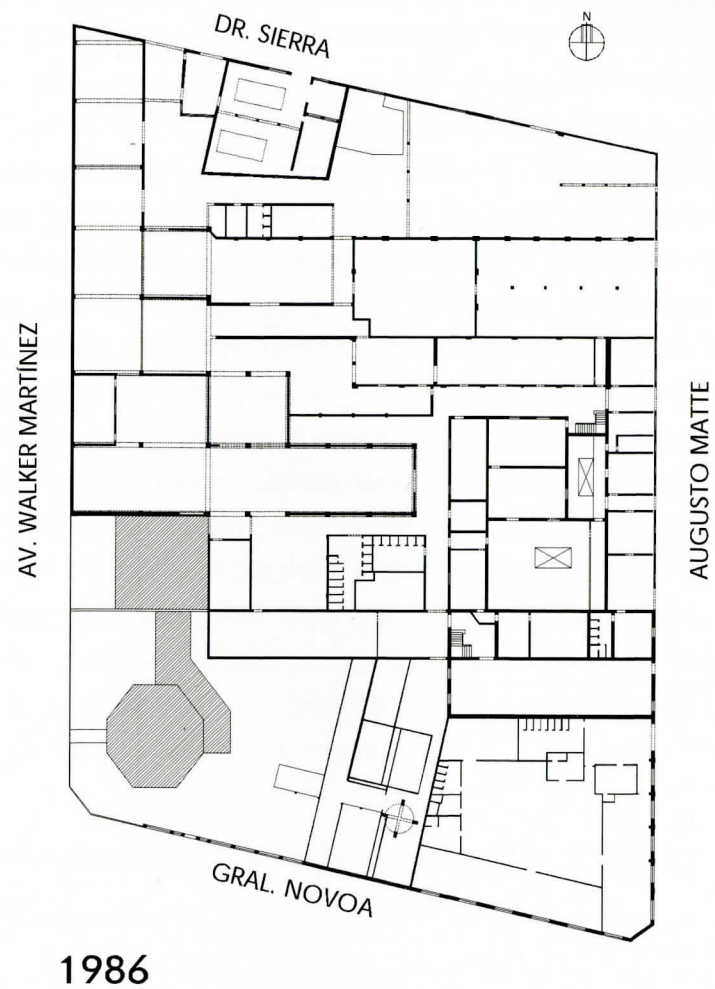 DR. SIERRA
N
AV. WALKER MARTÍNEZ
AUGUSTO MATTE
GRAL. NOVOA
1986